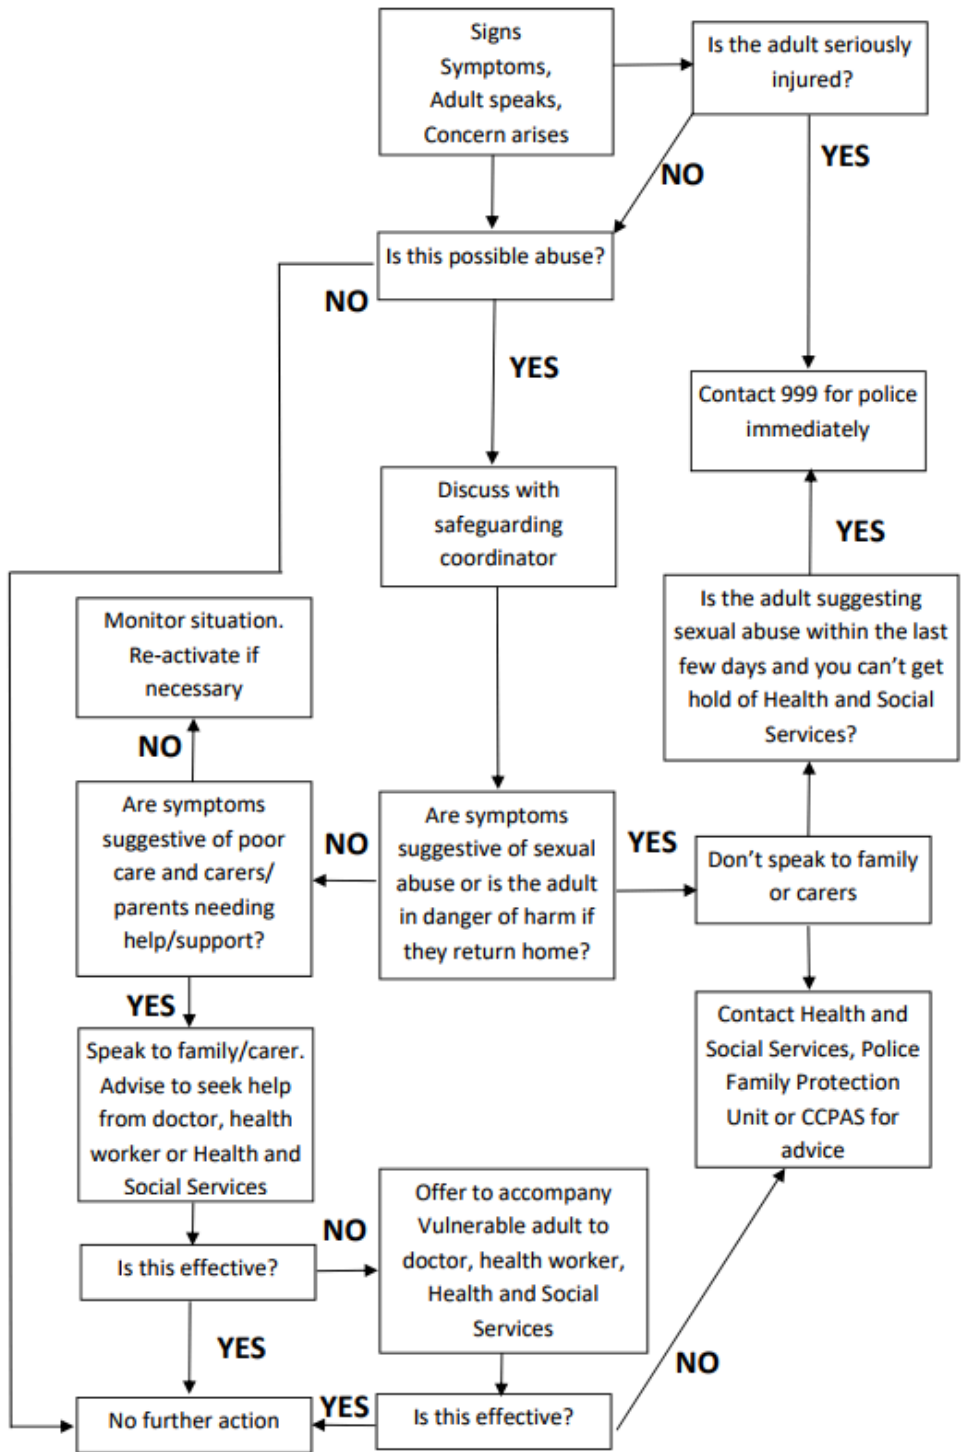 Signs
Symptoms,
Adult speaks,
Concern arises
Is the adult seriously
injured?
NO
YES
Is this possible abuse?
NO
YES
Contact 999 for police
immediately
Discuss with
safeguarding
coordinator
YES
Is the adult suggesting
sexual abuse within the last
few days and you can't get
hold of Health and Social
Services?
Monitor situation.
Re-activate if
necessary
NO
Are symptoms
suggestive of poor
care and carers/
parents needing
help/support?
NO
Are symptoms
suggestive of sexual
abuse or is the adult
in danger of harm if
they return home?
YES
Don't speak to family
or carers
YES
Contact Health and
Social Services, Police
Family Protection
Unit or CCPAS for
advice
Speak to family/carer.
Advise to seek help
from doctor, health
worker or Health and
Social Services
NO
Offer to accompany
Vulnerable adult to
doctor, health worker,
Health and Social
Services
Is this effective?
YES
NO
No further action
YES
Is this effective?